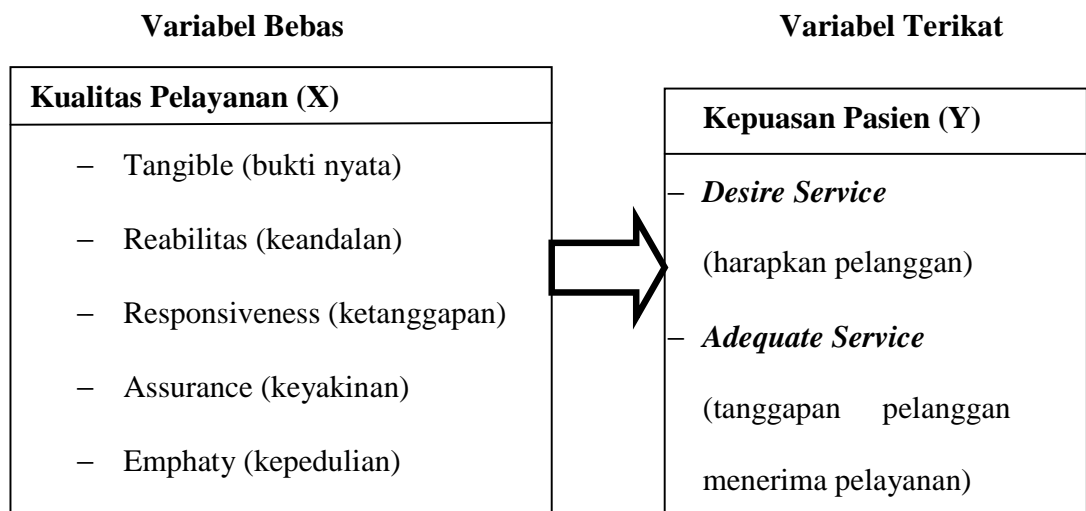 Variabel Bebas
Variabel Terikat
Kualitas Pelayanan (X)
– Tangible (bukti nyata)
– Reabilitas (keandalan)
– Responsiveness (ketanggapan)
– Assurance (keyakinan)
– Emphaty (kepedulian)
Kepuasan Pasien (Y)
– Desire Service
(harapkan pelanggan)
– Adequate Service
(tanggapan pelanggan
menerima pelayanan)